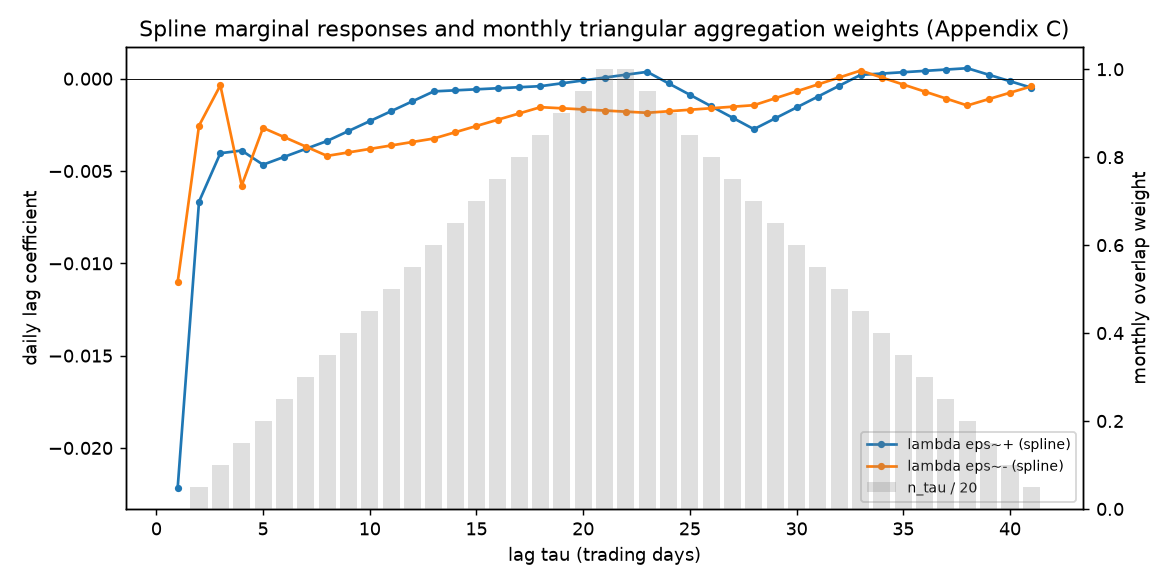 Spline marginal responses and monthly triangular aggregation weights (Appendix C)
daily lag coefficient
0.000
−0.005
−0.010
−0.015
−0.020
1.0
0.8
0.6
0.4
0.2
0.0
monthly overlap weight
lambda eps~+ (spline)
lambda eps~- (spline)
n_tau / 20
0 5 10 15 20 25 30 35 40
lag tau (trading days)